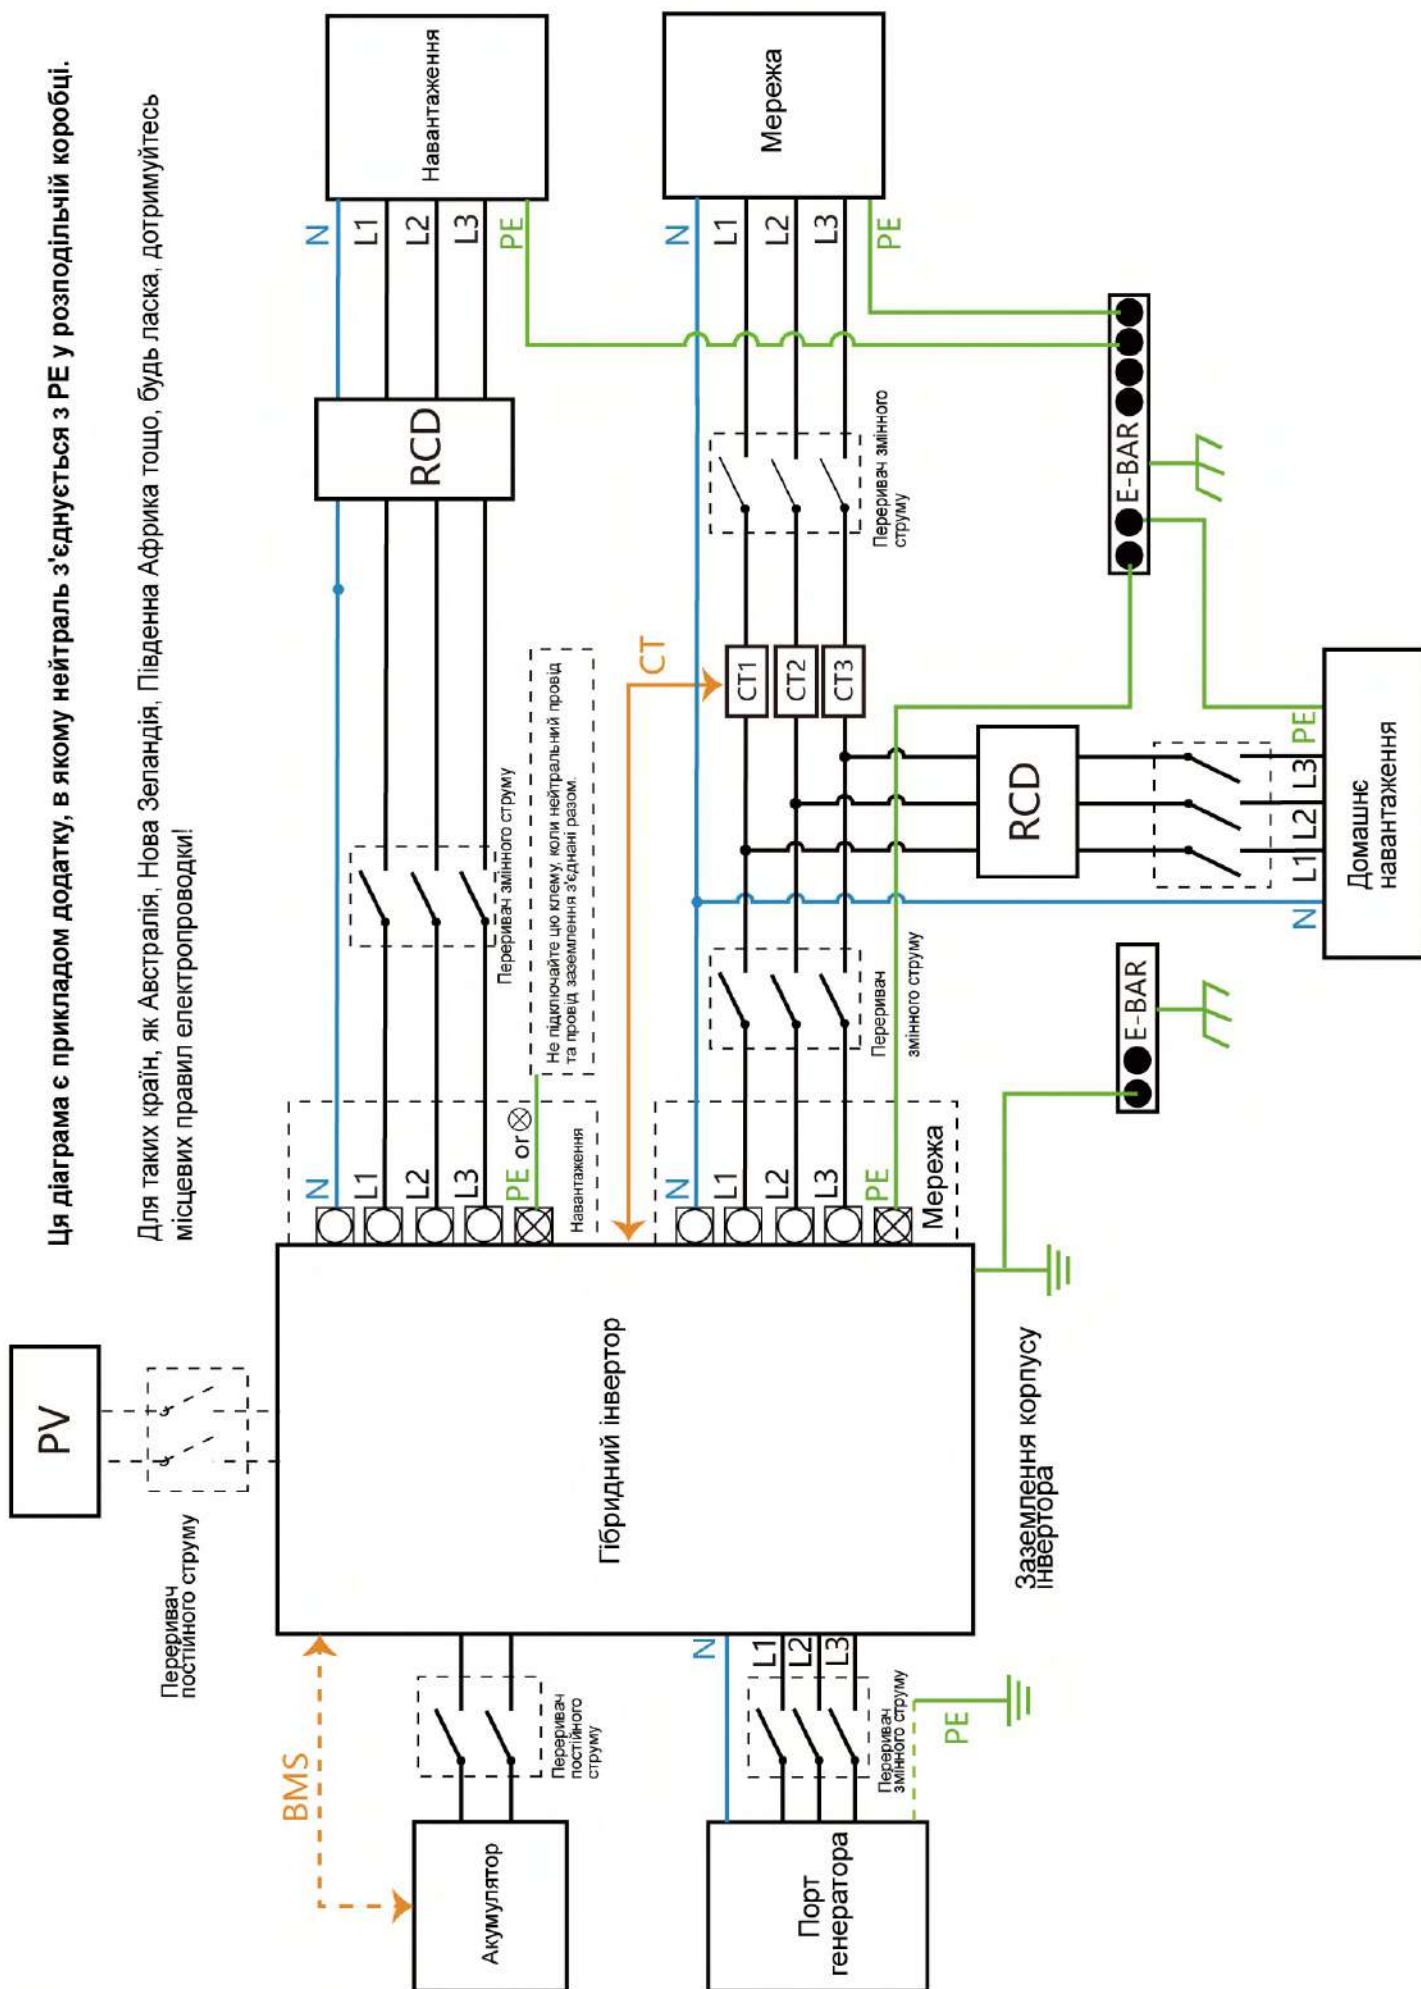 Ця діаграма є прикладом додатку, в якому нейтраль з'єднується з PE у розподільчій коробці.
Для таких країн, як Австралія, Нова Зеландія, Південна Африка тощо, будь ласка, дотримуйтесь
місцевих правил електропроводки!
PV
Переривач
постійного струму
BMS
Акумулятор
Переривач
постійного
струму
Гібридний інвертор
N
L1
L2
L3
PE or
Навантаження
Переривач змінного струму
Не підключайте цю клему, коли нейтральний провід
та провід заземлення з'єднані разом.
RCD
N
L1
L2
L3
PE
Навантаження
CT
N
L1
L2
L3
PE
Мережа
Переривач
змінного струму
CT1
CT2
CT3
Переривач змінного
струму
N
L1
L2
L3
PE
Мережа
Порт
генератора
N
L1
L2
L3
Переривач
змінного струму
PE
Заземлення корпусу
інвертора
E-BAR
RCD
E-BAR
N
L1
L2
L3
PE
Домашнє
навантаження